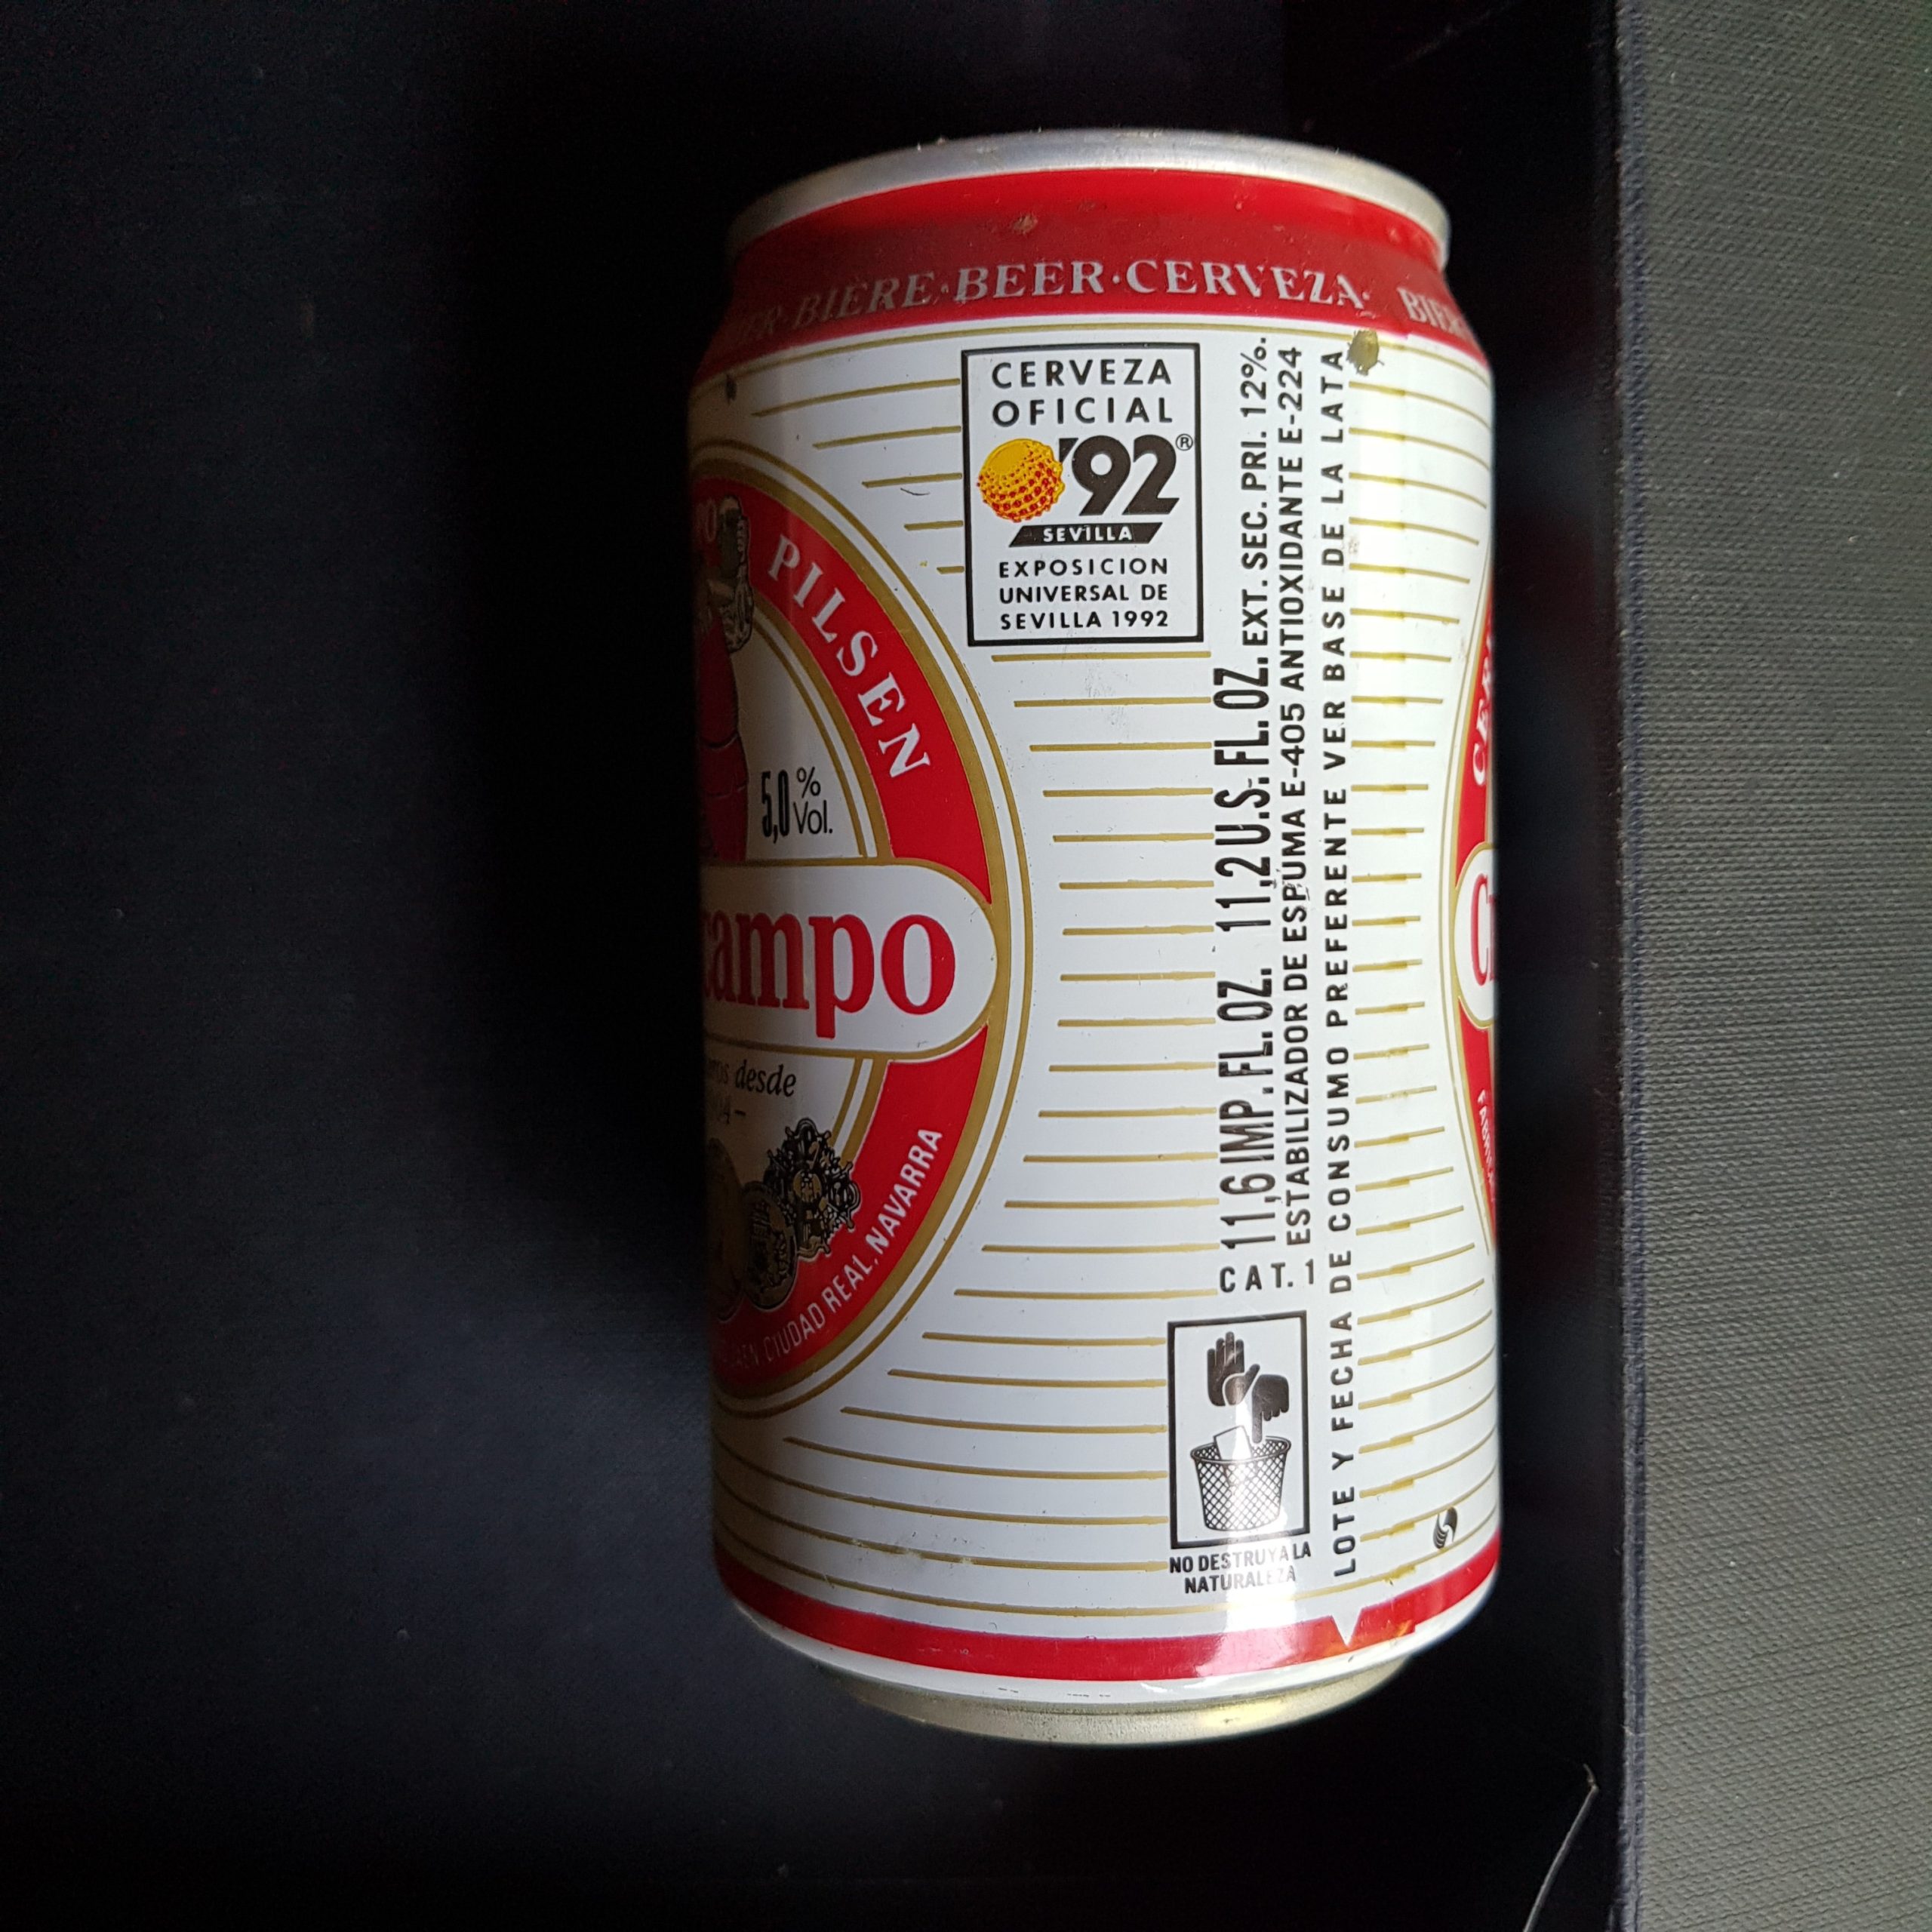 BIÈRE·BEER·CERVEZA·
CERVEZA
OFICIAL
'92®
SEVILLA
EXPOSICION
UNIVERSAL DE
SEVILLA 1992
PILSEN
5,0 % Vol.
campo
desde
CIUDAD REAL, NAVARRA
11,6 IMP. FL. OZ. 11,2 U.S. FL. OZ. EXT. SEC. PRI. 12%.
CAT. 1 ESTABILIZADOR DE ESPUMA E-405 ANTIOXIDANTE E-224
LOTE Y FECHA DE CONSUMO PREFERENTE VER BASE DE LA LATA
NO DESTRUYA LA
NATURALEZA